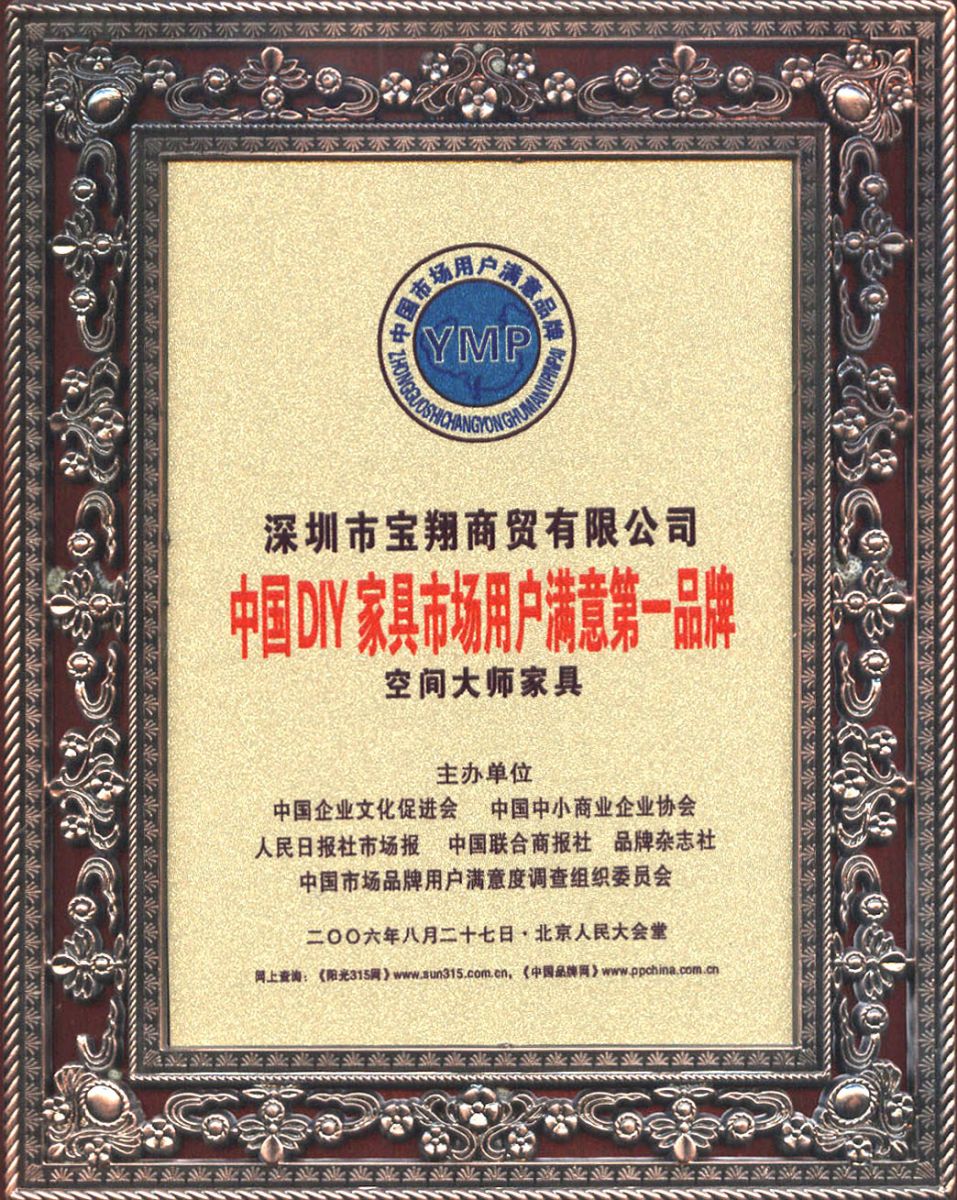 中国市场用户满意品牌
YMP
ZHONGGUOSHICHANGYONGHUMANYIPINPAI
深圳市宝翔商贸有限公司
中国DIY家具市场用户满意第一品牌
空间大师家具
主办单位
中国企业文化促进会 中国中小商业企业协会
人民日报社市场报 中国联合商报社 品牌杂志社
中国市场品牌用户满意度调查组织委员会
二〇〇六年八月二十七日·北京人民大会堂
网上查询：《阳光315网》www.sun315.com.cn，《中国品牌网》www.ppchina.com.cn